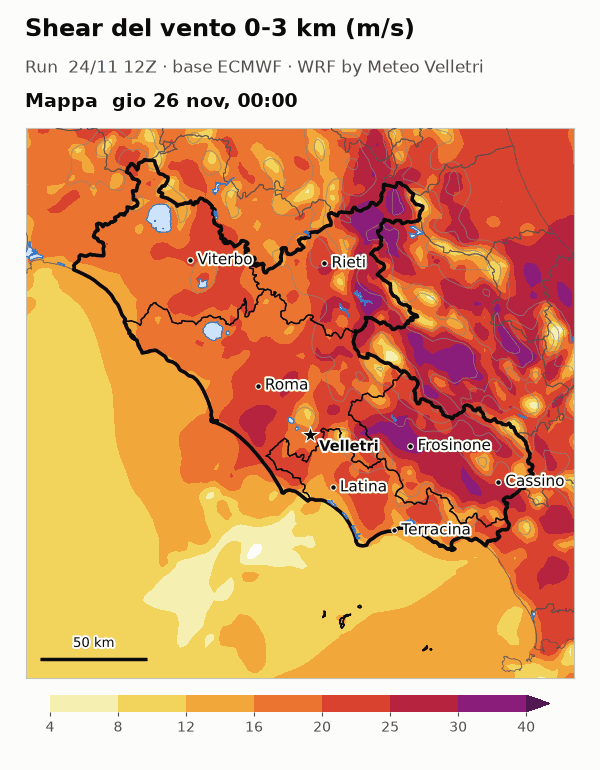 Shear del vento 0-3 km (m/s)
Run  24/11 12Z · base ECMWF · WRF by Meteo Velletri
Mappa  gio 26 nov, 00:00
Viterbo
Rieti
Roma
Velletri
Frosinone
Latina
Cassino
Terracina
50 km
4 8 12 16 20 25 30 40